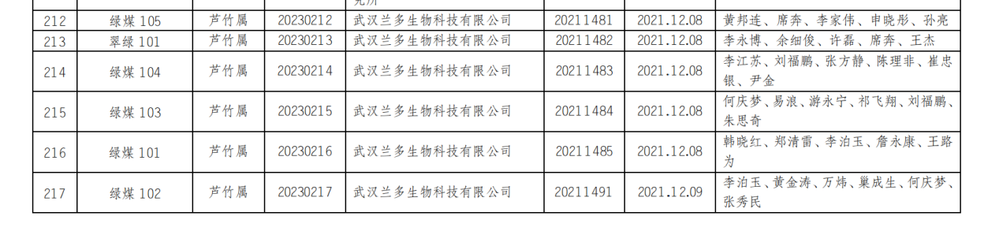 究所
212 绿煤 105 芦竹属 20230212 武汉兰多生物科技有限公司 20211481 2021.12.08 黄邦连、席奔、李家伟、申晓彤、孙亮
213 翠绿 101 芦竹属 20230213 武汉兰多生物科技有限公司 20211482 2021.12.08 李永博、余细俊、许磊、席奔、王杰
214 绿煤 104 芦竹属 20230214 武汉兰多生物科技有限公司 20211483 2021.12.08 李江苏、刘福鹏、张方静、陈理非、崔忠
银、尹金
215 绿煤 103 芦竹属 20230215 武汉兰多生物科技有限公司 20211484 2021.12.08 何庆梦、易浪、游永宁、祁飞翔、刘福鹏、
朱思奇
216 绿煤 101 芦竹属 20230216 武汉兰多生物科技有限公司 20211485 2021.12.08 韩晓红、郑清雷、李泊玉、詹永康、王路
为
217 绿煤 102 芦竹属 20230217 武汉兰多生物科技有限公司 20211491 2021.12.09 李泊玉、黄金涛、万炜、巢成生、何庆梦、
张秀民